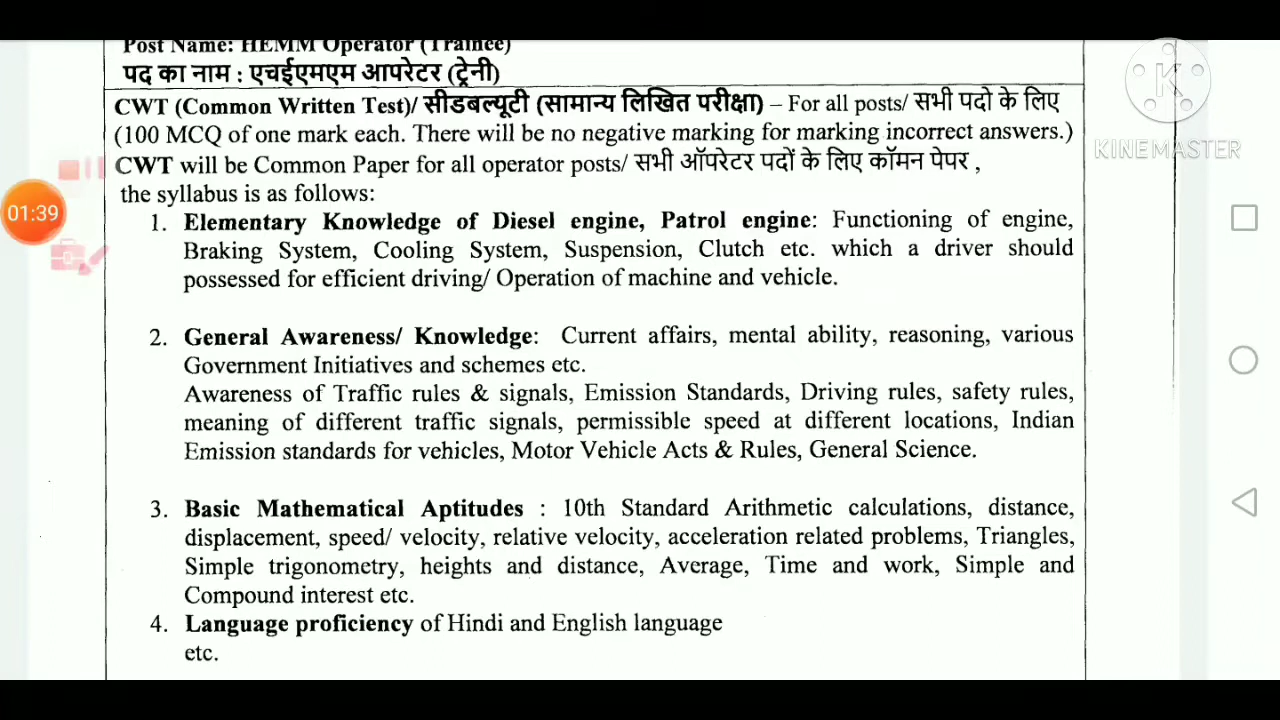 Post Name: HEMM Operator (Trainee)
पद का नाम : एचईएमएम आपरेटर (ट्रेनी)
CWT (Common Written Test)/ सीडबल्यूटी (सामान्य लिखित परीक्षा) – For all posts/ सभी पदो के लिए
(100 MCQ of one mark each. There will be no negative marking for marking incorrect answers.)
CWT will be Common Paper for all operator posts/ सभी ऑपरेटर पदों के लिए कॉमन पेपर ,
the syllabus is as follows:
1. Elementary Knowledge of Diesel engine, Patrol engine: Functioning of engine,
Braking System, Cooling System, Suspension, Clutch etc. which a driver should
possessed for efficient driving/ Operation of machine and vehicle.
2. General Awareness/ Knowledge: Current affairs, mental ability, reasoning, various
Government Initiatives and schemes etc.
Awareness of Traffic rules & signals, Emission Standards, Driving rules, safety rules,
meaning of different traffic signals, permissible speed at different locations, Indian
Emission standards for vehicles, Motor Vehicle Acts & Rules, General Science.
3. Basic Mathematical Aptitudes : 10th Standard Arithmetic calculations, distance,
displacement, speed/ velocity, relative velocity, acceleration related problems, Triangles,
Simple trigonometry, heights and distance, Average, Time and work, Simple and
Compound interest etc.
4. Language proficiency of Hindi and English language
etc.
01:39
K
KINEMASTER